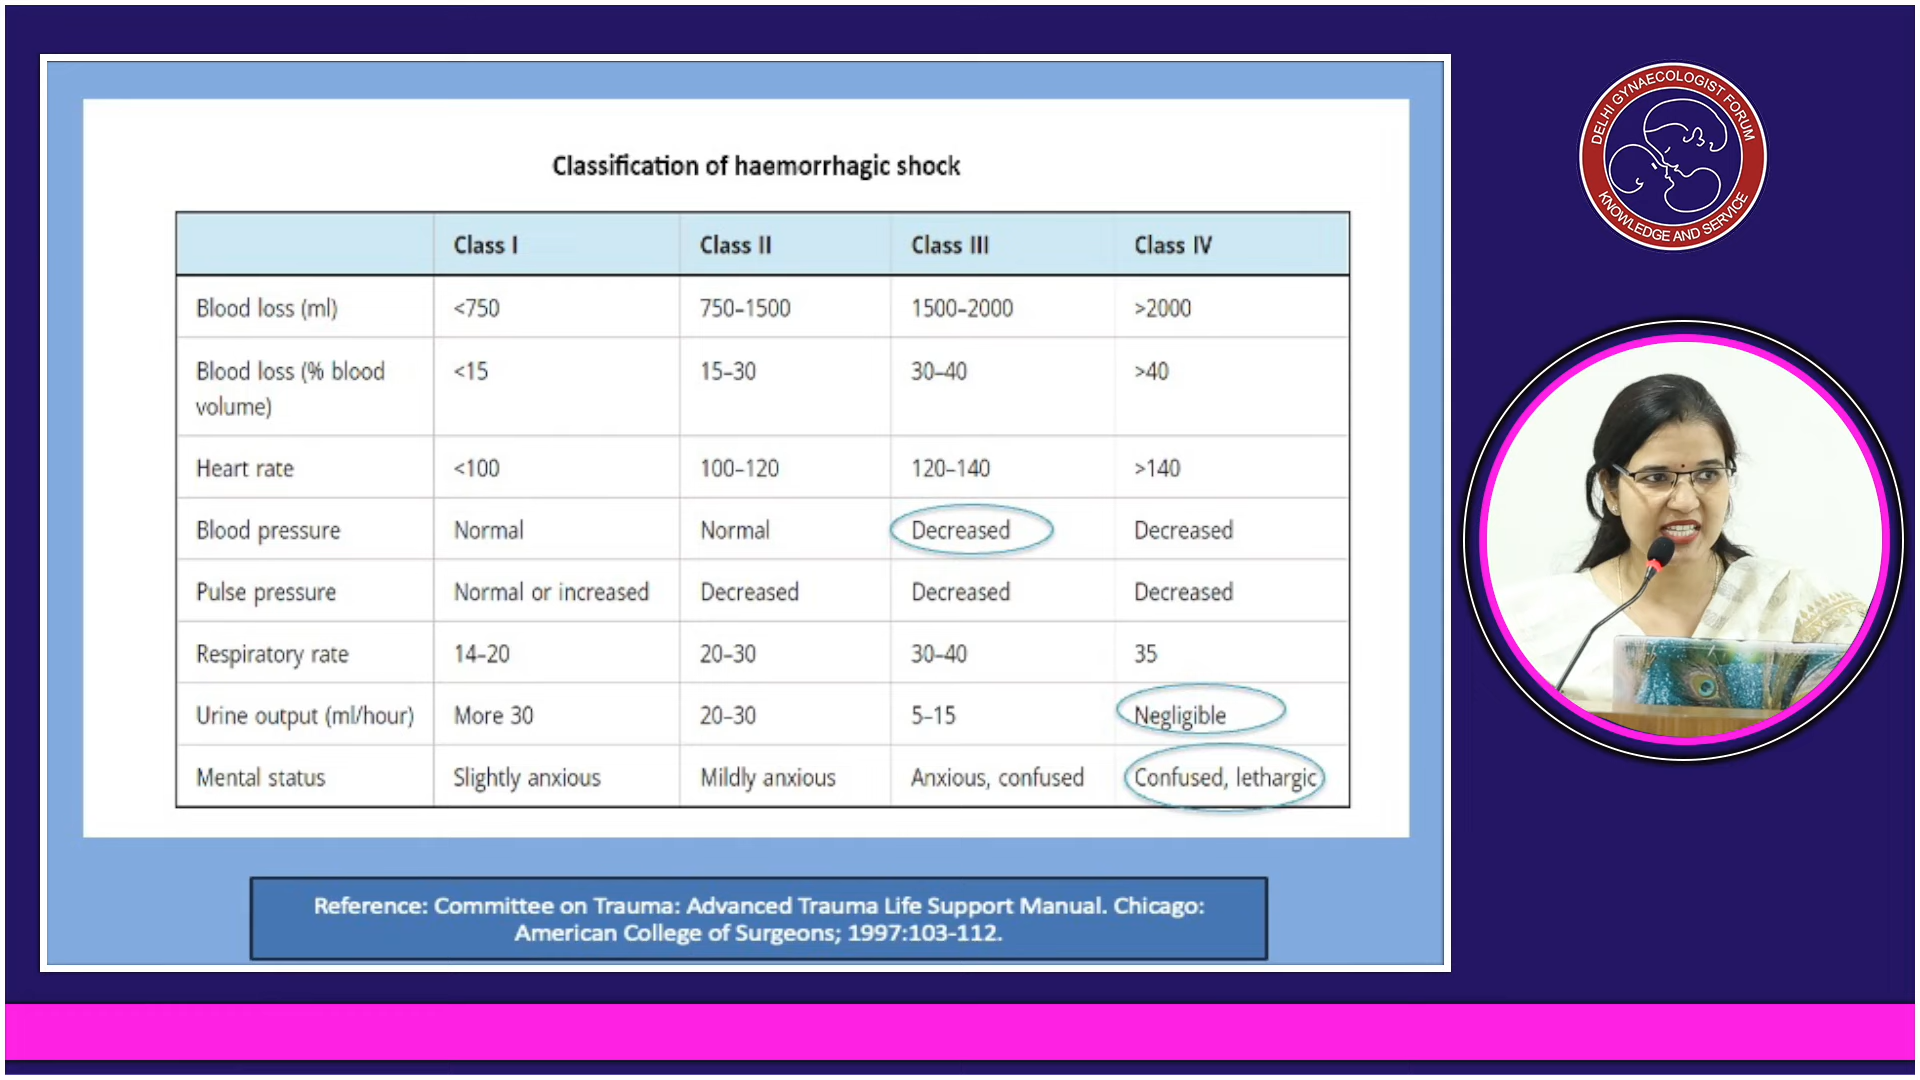 Classification of haemorrhagic shock
Class I Class II Class III Class IV
Blood loss (ml) <750 750–1500 1500–2000 >2000
Blood loss (% blood <15 15–30 30–40 >40
volume)
Heart rate <100 100–120 120–140 >140
Blood pressure Normal Normal Decreased Decreased
Pulse pressure Normal or increased Decreased Decreased Decreased
Respiratory rate 14–20 20–30 30–40 35
Urine output (ml/hour) More 30 20–30 5–15 Negligible
Mental status Slightly anxious Mildly anxious Anxious, confused Confused, lethargic
Reference: Committee on Trauma: Advanced Trauma Life Support Manual. Chicago:
American College of Surgeons; 1997:103-112.
DELHI GYNAECOLOGIST FORUM
KNOWLEDGE AND SERVICE